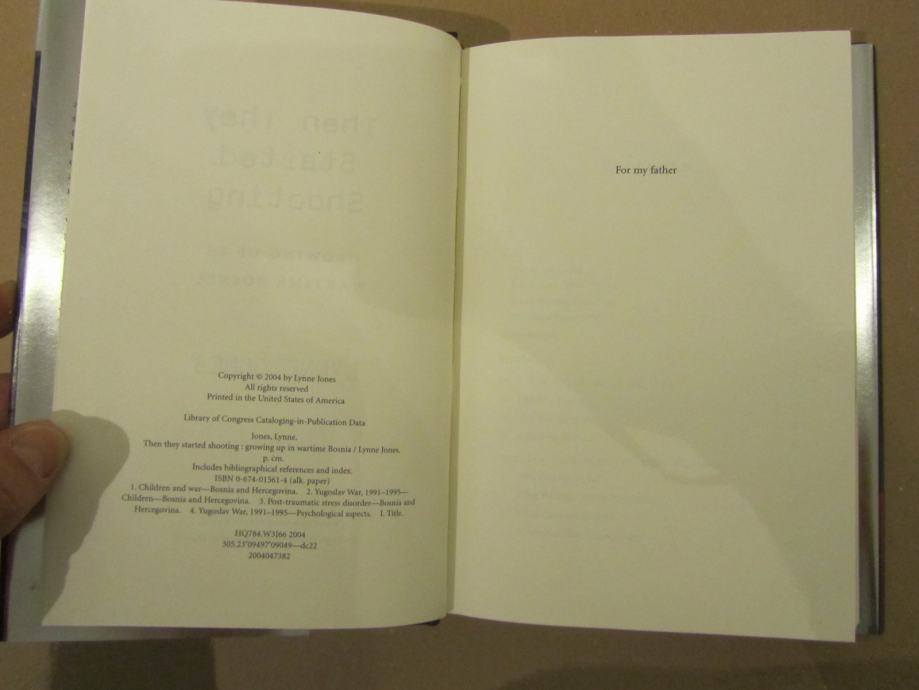 Copyright © 2004 by Lynne Jones
All rights reserved
Printed in the United States of America
Library of Congress Cataloging-in-Publication Data
Jones, Lynne.
Then they started shooting : growing up in wartime Bosnia / Lynne Jones.
p. cm.
Includes bibliographical references and index.
ISBN 0-674-01561-4 (alk. paper)
1. Children and war—Bosnia and Hercegovina. 2. Yugoslav War, 1991-1995—
Children—Bosnia and Hercegovina. 3. Post-traumatic stress disorder—Bosnia and
Hercegovina. 4. Yugoslav War, 1991-1995—Psychological aspects. I. Title.
HQ784.W3J66 2004
305.23'09497'09049—dc22
2004047382
For my father